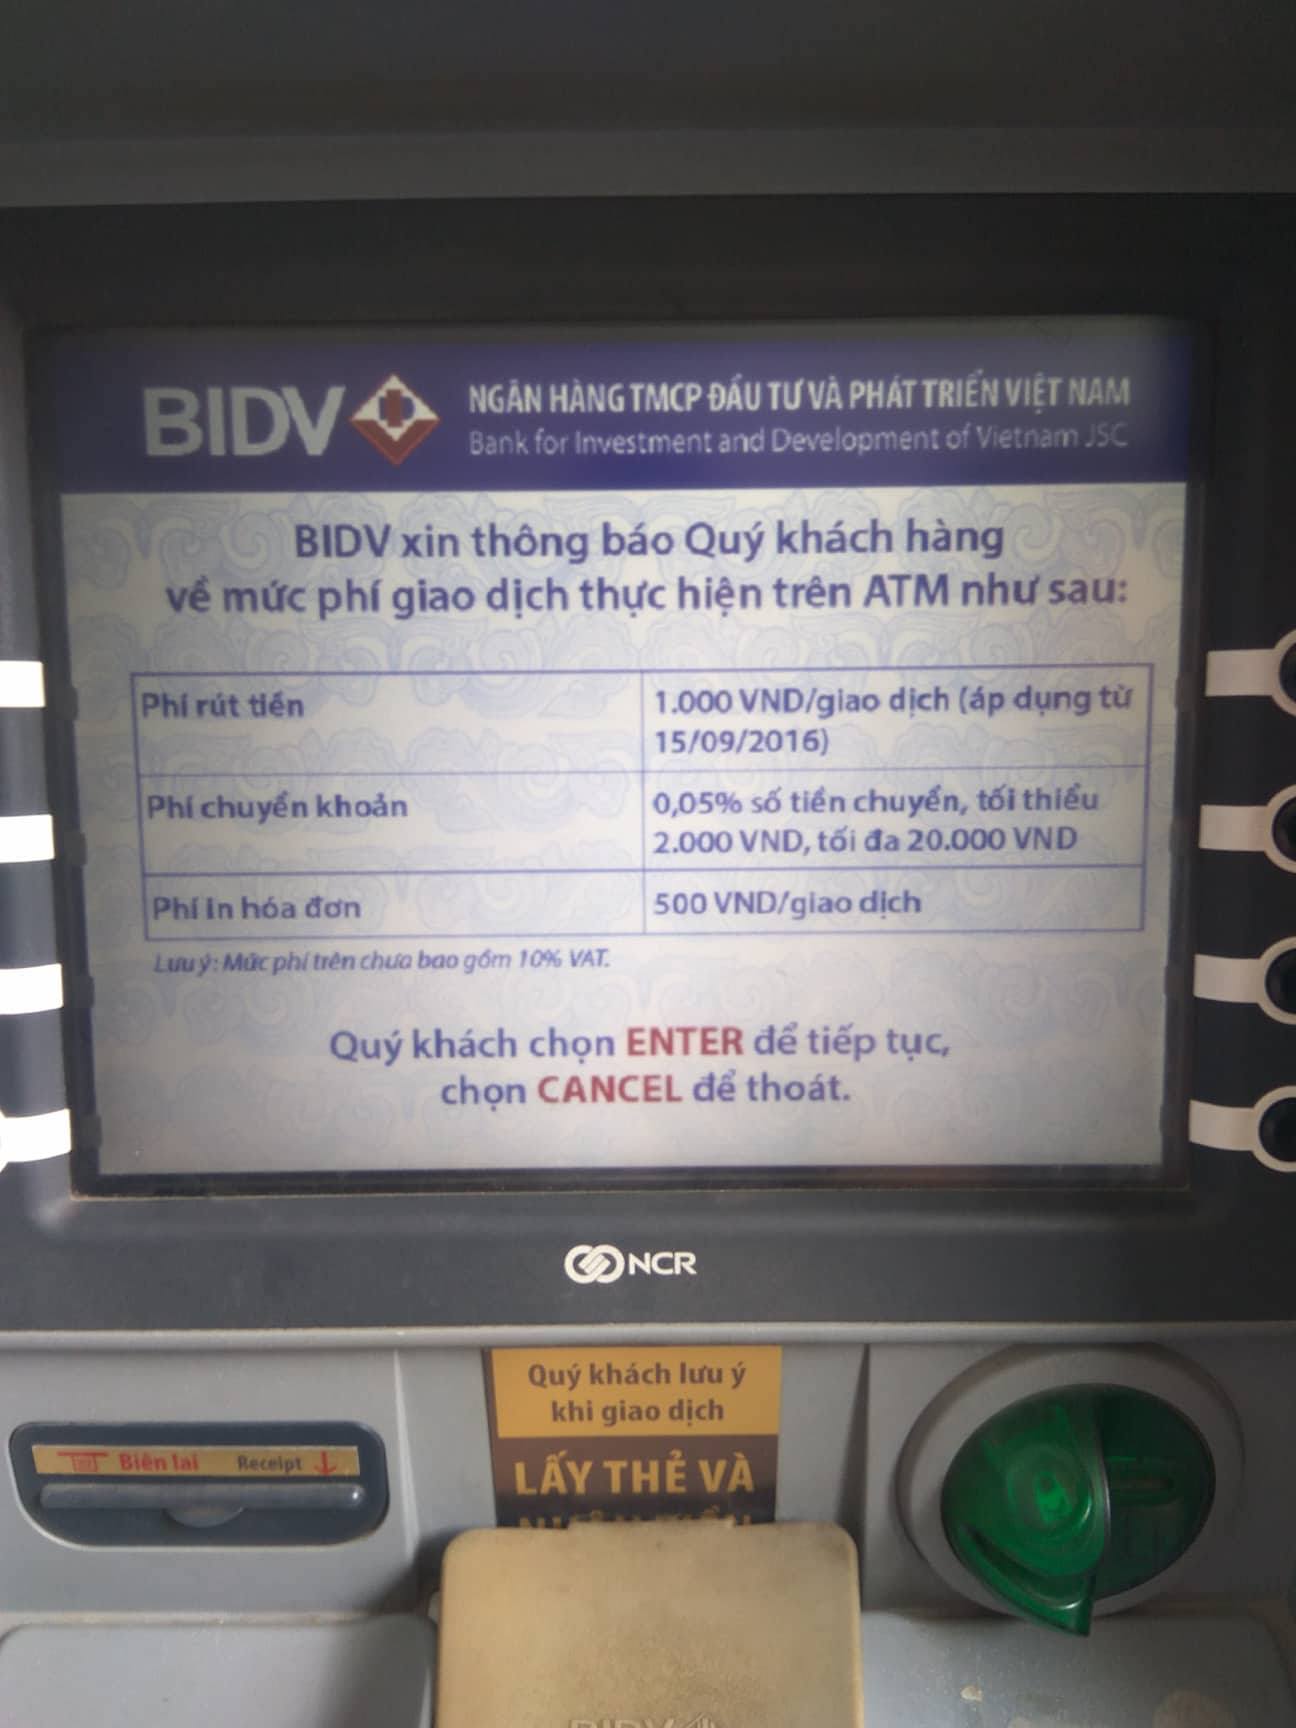 BIDV
NGÂN HÀNG TMCP ĐẦU TƯ VÀ PHÁT TRIỂN VIỆT NAM
Bank for Investment and Development of Vietnam JSC
BIDV xin thông báo Quý khách hàng
về mức phí giao dịch thực hiện trên ATM như sau:
Phí rút tiền
1.000 VND/giao dịch (áp dụng từ
15/09/2016)
Phí chuyển khoản
0,05% số tiền chuyển, tối thiểu
2.000 VND, tối đa 20.000 VND
Phí in hóa đơn
500 VND/giao dịch
Lưu ý: Mức phí trên chưa bao gồm 10% VAT.
Quý khách chọn ENTER để tiếp tục,
chọn CANCEL để thoát.
NCR
Quý khách lưu ý
khi giao dịch
LẤY THẺ VÀ
Biên lai Receipt
BIDV